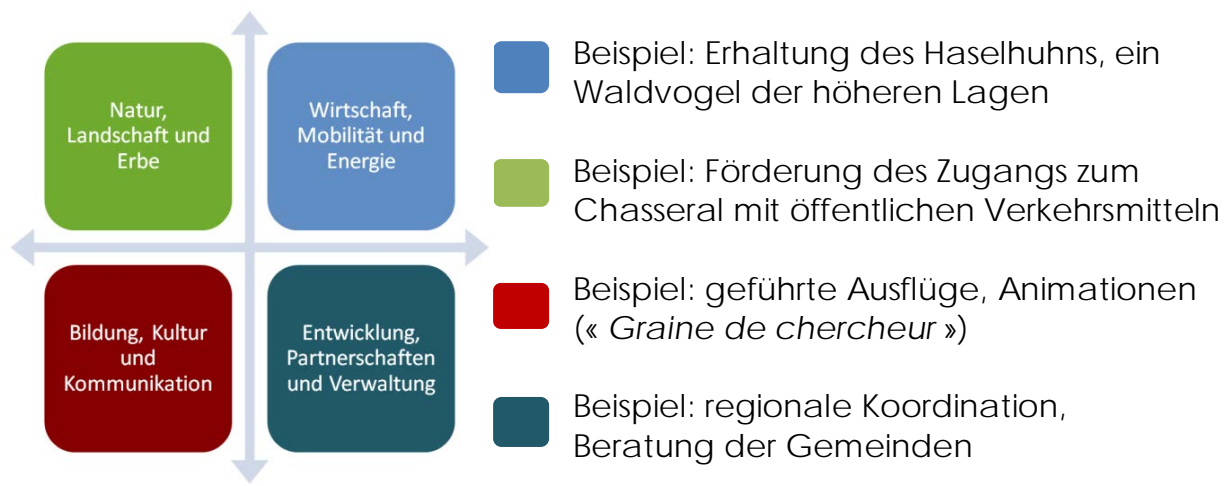 Natur,
Landschaft und
Erbe
Wirtschaft,
Mobilität und
Energie
Bildung, Kultur
und
Kommunikation
Entwicklung,
Partnerschaften
und Verwaltung
Beispiel: Erhaltung des Haselhuhns, ein
Waldvogel der höheren Lagen
Beispiel: Förderung des Zugangs zum
Chasseral mit öffentlichen Verkehrsmitteln
Beispiel: geführte Ausflüge, Animationen
(« Graine de chercheur »)
Beispiel: regionale Koordination,
Beratung der Gemeinden